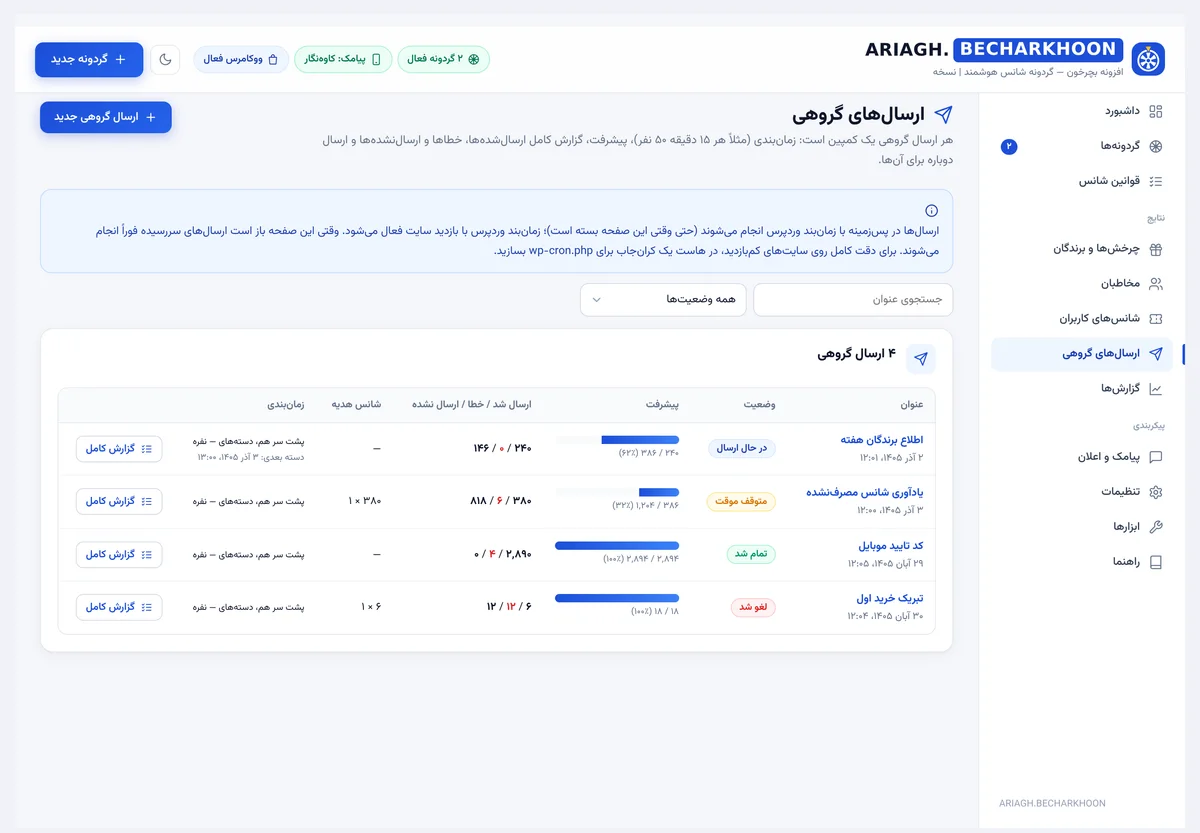 ARIAGH. BECHARKHOON
افزونه بچرخون — گردونه شانس هوشمند | نسخه
۲ گردونه فعال
پیامک: کاوه‌نگار
ووکامرس فعال
+ گردونه جدید
داشبورد
گردونه‌ها
۲
قوانین شانس
نتایج
چرخش‌ها و برندگان
مخاطبان
شانس‌های کاربران
ارسال‌های گروهی
گزارش‌ها
پیکربندی
پیامک و اعلان
تنظیمات
ابزارها
راهنما
ARIAGH.BECHARKHOON
ارسال‌های گروهی
+ ارسال گروهی جدید
هر ارسال گروهی یک کمپین است: زمان‌بندی (مثلاً هر ۱۵ دقیقه ۵۰ نفر)، پیشرفت، گزارش کامل ارسال‌شده‌ها، خطاها و ارسال‌نشده‌ها و ارسال
دوباره برای آن‌ها.
ارسال‌ها در پس‌زمینه با زمان‌بند وردپرس انجام می‌شوند (حتی وقتی این صفحه بسته است)؛ زمان‌بند وردپرس با بازدید سایت فعال می‌شود. وقتی این صفحه باز است ارسال‌های سررسیده فوراً انجام
می‌شوند. برای دقت کامل روی سایت‌های کم‌بازدید، در هاست یک کران‌جاب برای wp-cron.php بسازید.
جستجوی عنوان
همه وضعیت‌ها
۴ ارسال گروهی
عنوان وضعیت پیشرفت ارسال شد / خطا / ارسال نشده شانس هدیه زمان‌بندی
اطلاع برندگان هفته در حال ارسال ۲۴۰ / ۰ / ۱۴۶ — پشت سر هم، دسته‌های — نفره گزارش کامل
۲ آذر ۱۴۰۵، ۱۲:۰۱ ۲۴۰ / ۳۸۶ (۶۲٪) دسته بعدی: ۳ آذر ۱۴۰۵، ۱۳:۰۰
یادآوری شانس مصرف‌نشده متوقف موقت ۳۸۰ / ۶ / ۸۱۸ ۳۸۰ × ۱ پشت سر هم، دسته‌های — نفره گزارش کامل
۳ آذر ۱۴۰۵، ۱۲:۰۰ ۳۸۶ / ۱,۲۰۴ (۳۲٪)
کد تایید موبایل تمام شد ۲,۸۹۰ / ۴ / ۰ — پشت سر هم، دسته‌های — نفره گزارش کامل
۲۹ آبان ۱۴۰۵، ۱۲:۰۵ ۲,۸۹۴ / ۲,۸۹۴ (۱۰۰٪)
تبریک خرید اول لغو شد ۶ / ۱۲ / ۱۲ ۶ × ۱ پشت سر هم، دسته‌های — نفره گزارش کامل
۳۰ آبان ۱۴۰۵، ۱۲:۰۴ ۱۸ / ۱۸ (۱۰۰٪)